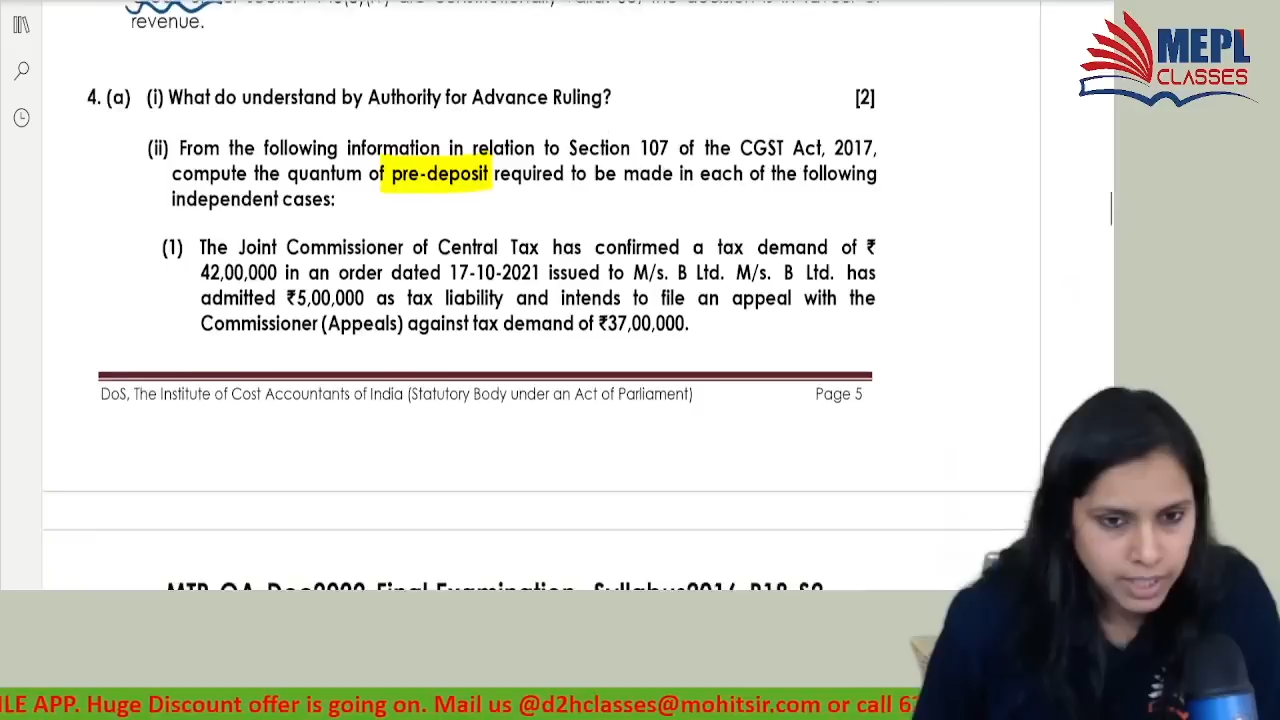 revenue.
MEPL
CLASSES
4. (a) (i) What do understand by Authority for Advance Ruling? [2]
(ii) From the following information in relation to Section 107 of the CGST Act, 2017,
compute the quantum of pre-deposit required to be made in each of the following
independent cases:
(1) The Joint Commissioner of Central Tax has confirmed a tax demand of ₹
42,00,000 in an order dated 17-10-2021 issued to M/s. B Ltd. M/s. B Ltd. has
admitted ₹5,00,000 as tax liability and intends to file an appeal with the
Commissioner (Appeals) against tax demand of ₹37,00,000.
DoS, The Institute of Cost Accountants of India (Statutory Body under an Act of Parliament) Page 5
ILE APP. Huge Discount offer is going on. Mail us @d2hclasses@mohitsir.com or call 6